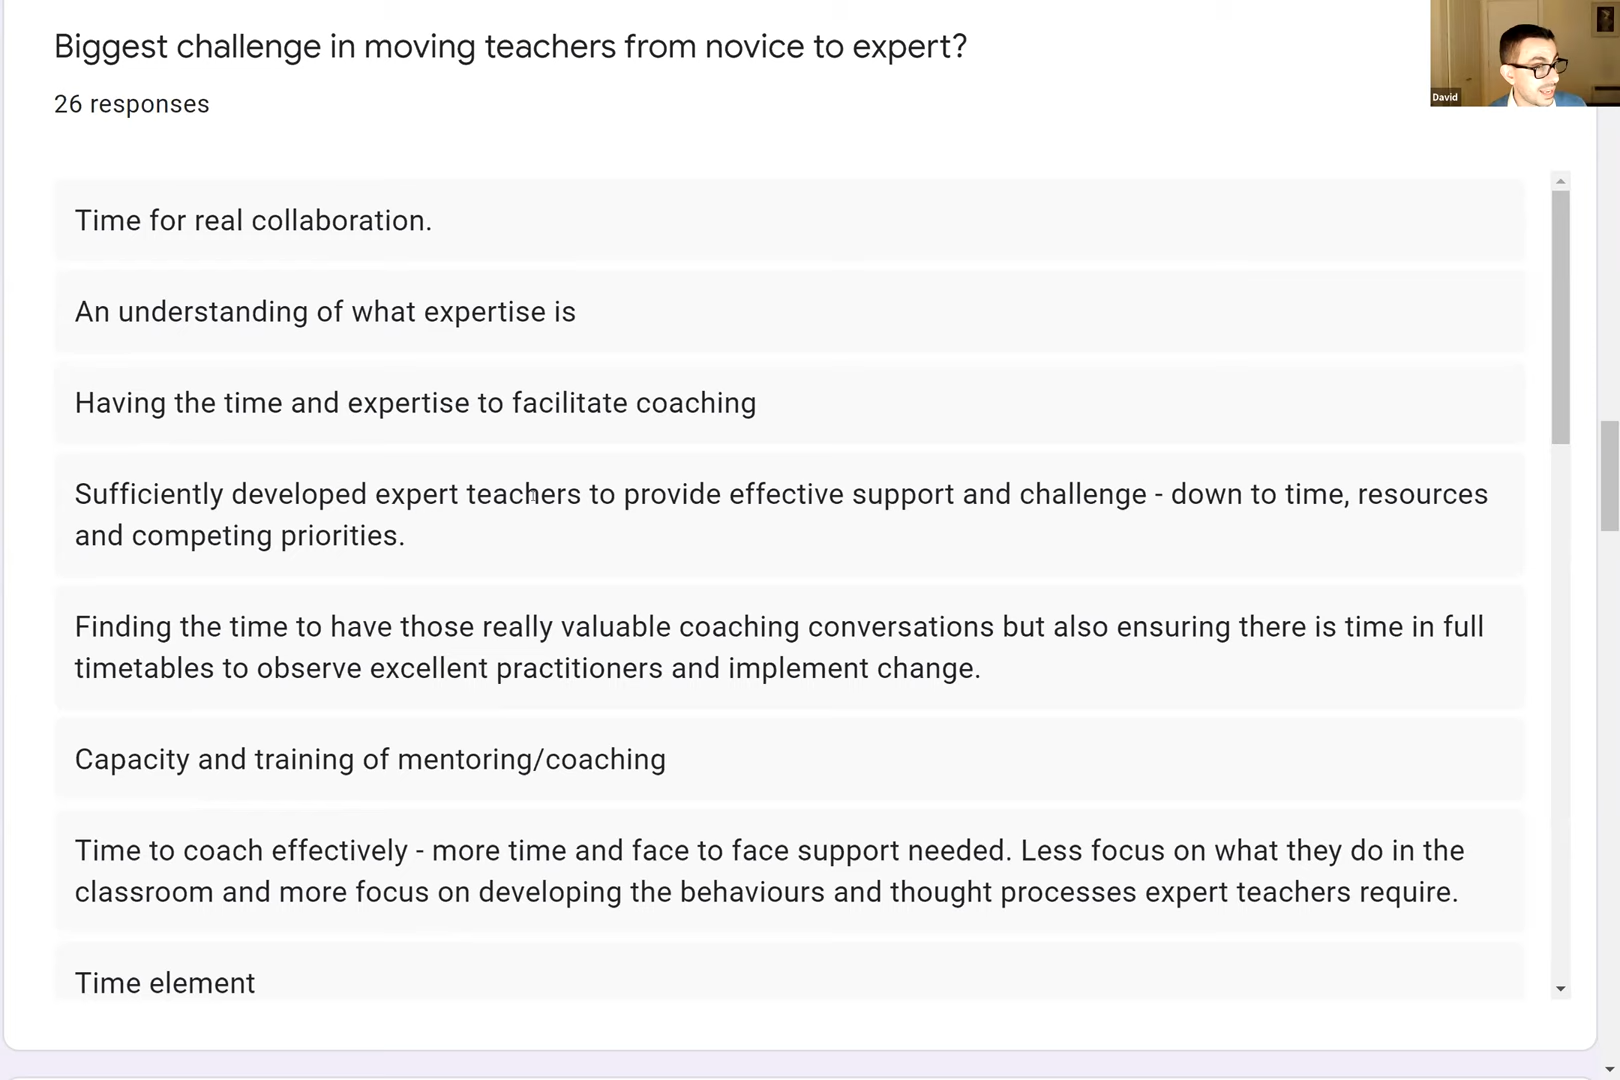 Biggest challenge in moving teachers from novice to expert?
26 responses
David
Time for real collaboration.
An understanding of what expertise is
Having the time and expertise to facilitate coaching
Sufficiently developed expert teachers to provide effective support and challenge - down to time, resources
and competing priorities.
Finding the time to have those really valuable coaching conversations but also ensuring there is time in full
timetables to observe excellent practitioners and implement change.
Capacity and training of mentoring/coaching
Time to coach effectively - more time and face to face support needed. Less focus on what they do in the
classroom and more focus on developing the behaviours and thought processes expert teachers require.
Time element